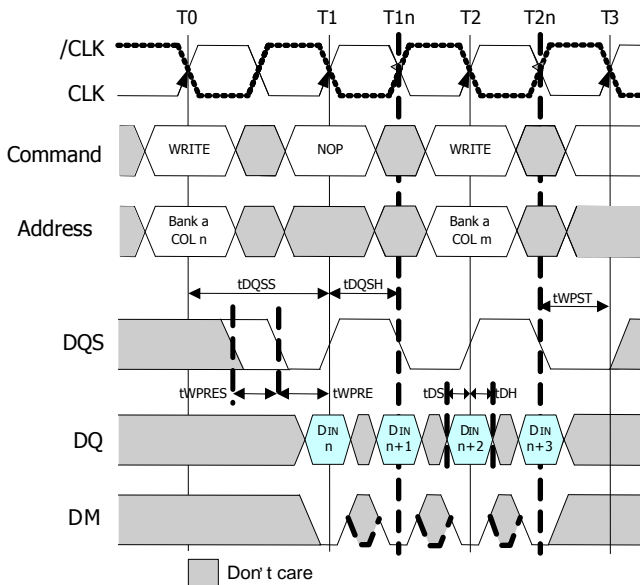 T0 T1 T1n T2 T2n T3
/CLK
CLK
Command WRITE NOP WRITE
Address Bank a COL n Bank a COL m
tDQSS tDQSH tWPST
DQS
tWPRES tWPRE tDS tDH
DQ DIN n DIN n+1 DIN n+2 DIN n+3
DM
Don't care